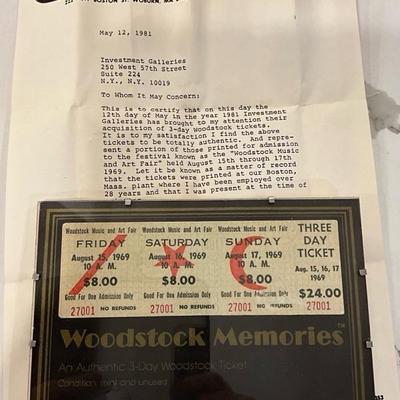 BOSTON ST. WOBURN, MA
May 12, 1981
Investment Galleries
250 West 57th Street
Suite 224
N.Y., N.Y. 10019
To Whom It May Concern:
This is to certify that on this day the
12th day of May in the year 1981 Investment
Galleries has brought to my attention their
acquisition of 3-day Woodstock tickets.
It is to my satisfaction I find the above
tickets to be totally authentic. And repre-
sent a portion of those printed for admission
to the festival known as the "Woodstock Music
and Art Fair" held August 15th through 17th
1969. Let it be known as a matter of record
that the tickets were printed at our Boston,
Mass. plant where I have been employed over
28 years and that I was present at the time of
Woodstock Music and Art Fair Woodstock Music and Art Fair Woodstock Music and Art Fair THREE
FRIDAY SATURDAY SUNDAY DAY
August 15, 1969 August 16, 1969 August 17, 1969 TICKET
10 A. M. 10 A. M. 10 A. M. Aug. 15, 16, 17
$8.00 $8.00 $8.00 1969
Good For One Admission Only Good For One Admission Only Good For One Admission Only $24.00
27001 NO REFUNDS 27001 NO REFUNDS 27001 NO REFUNDS 27001
Woodstock Memories™
An Authentic 3-Day Woodstock Ticket
Condition: mint and unused